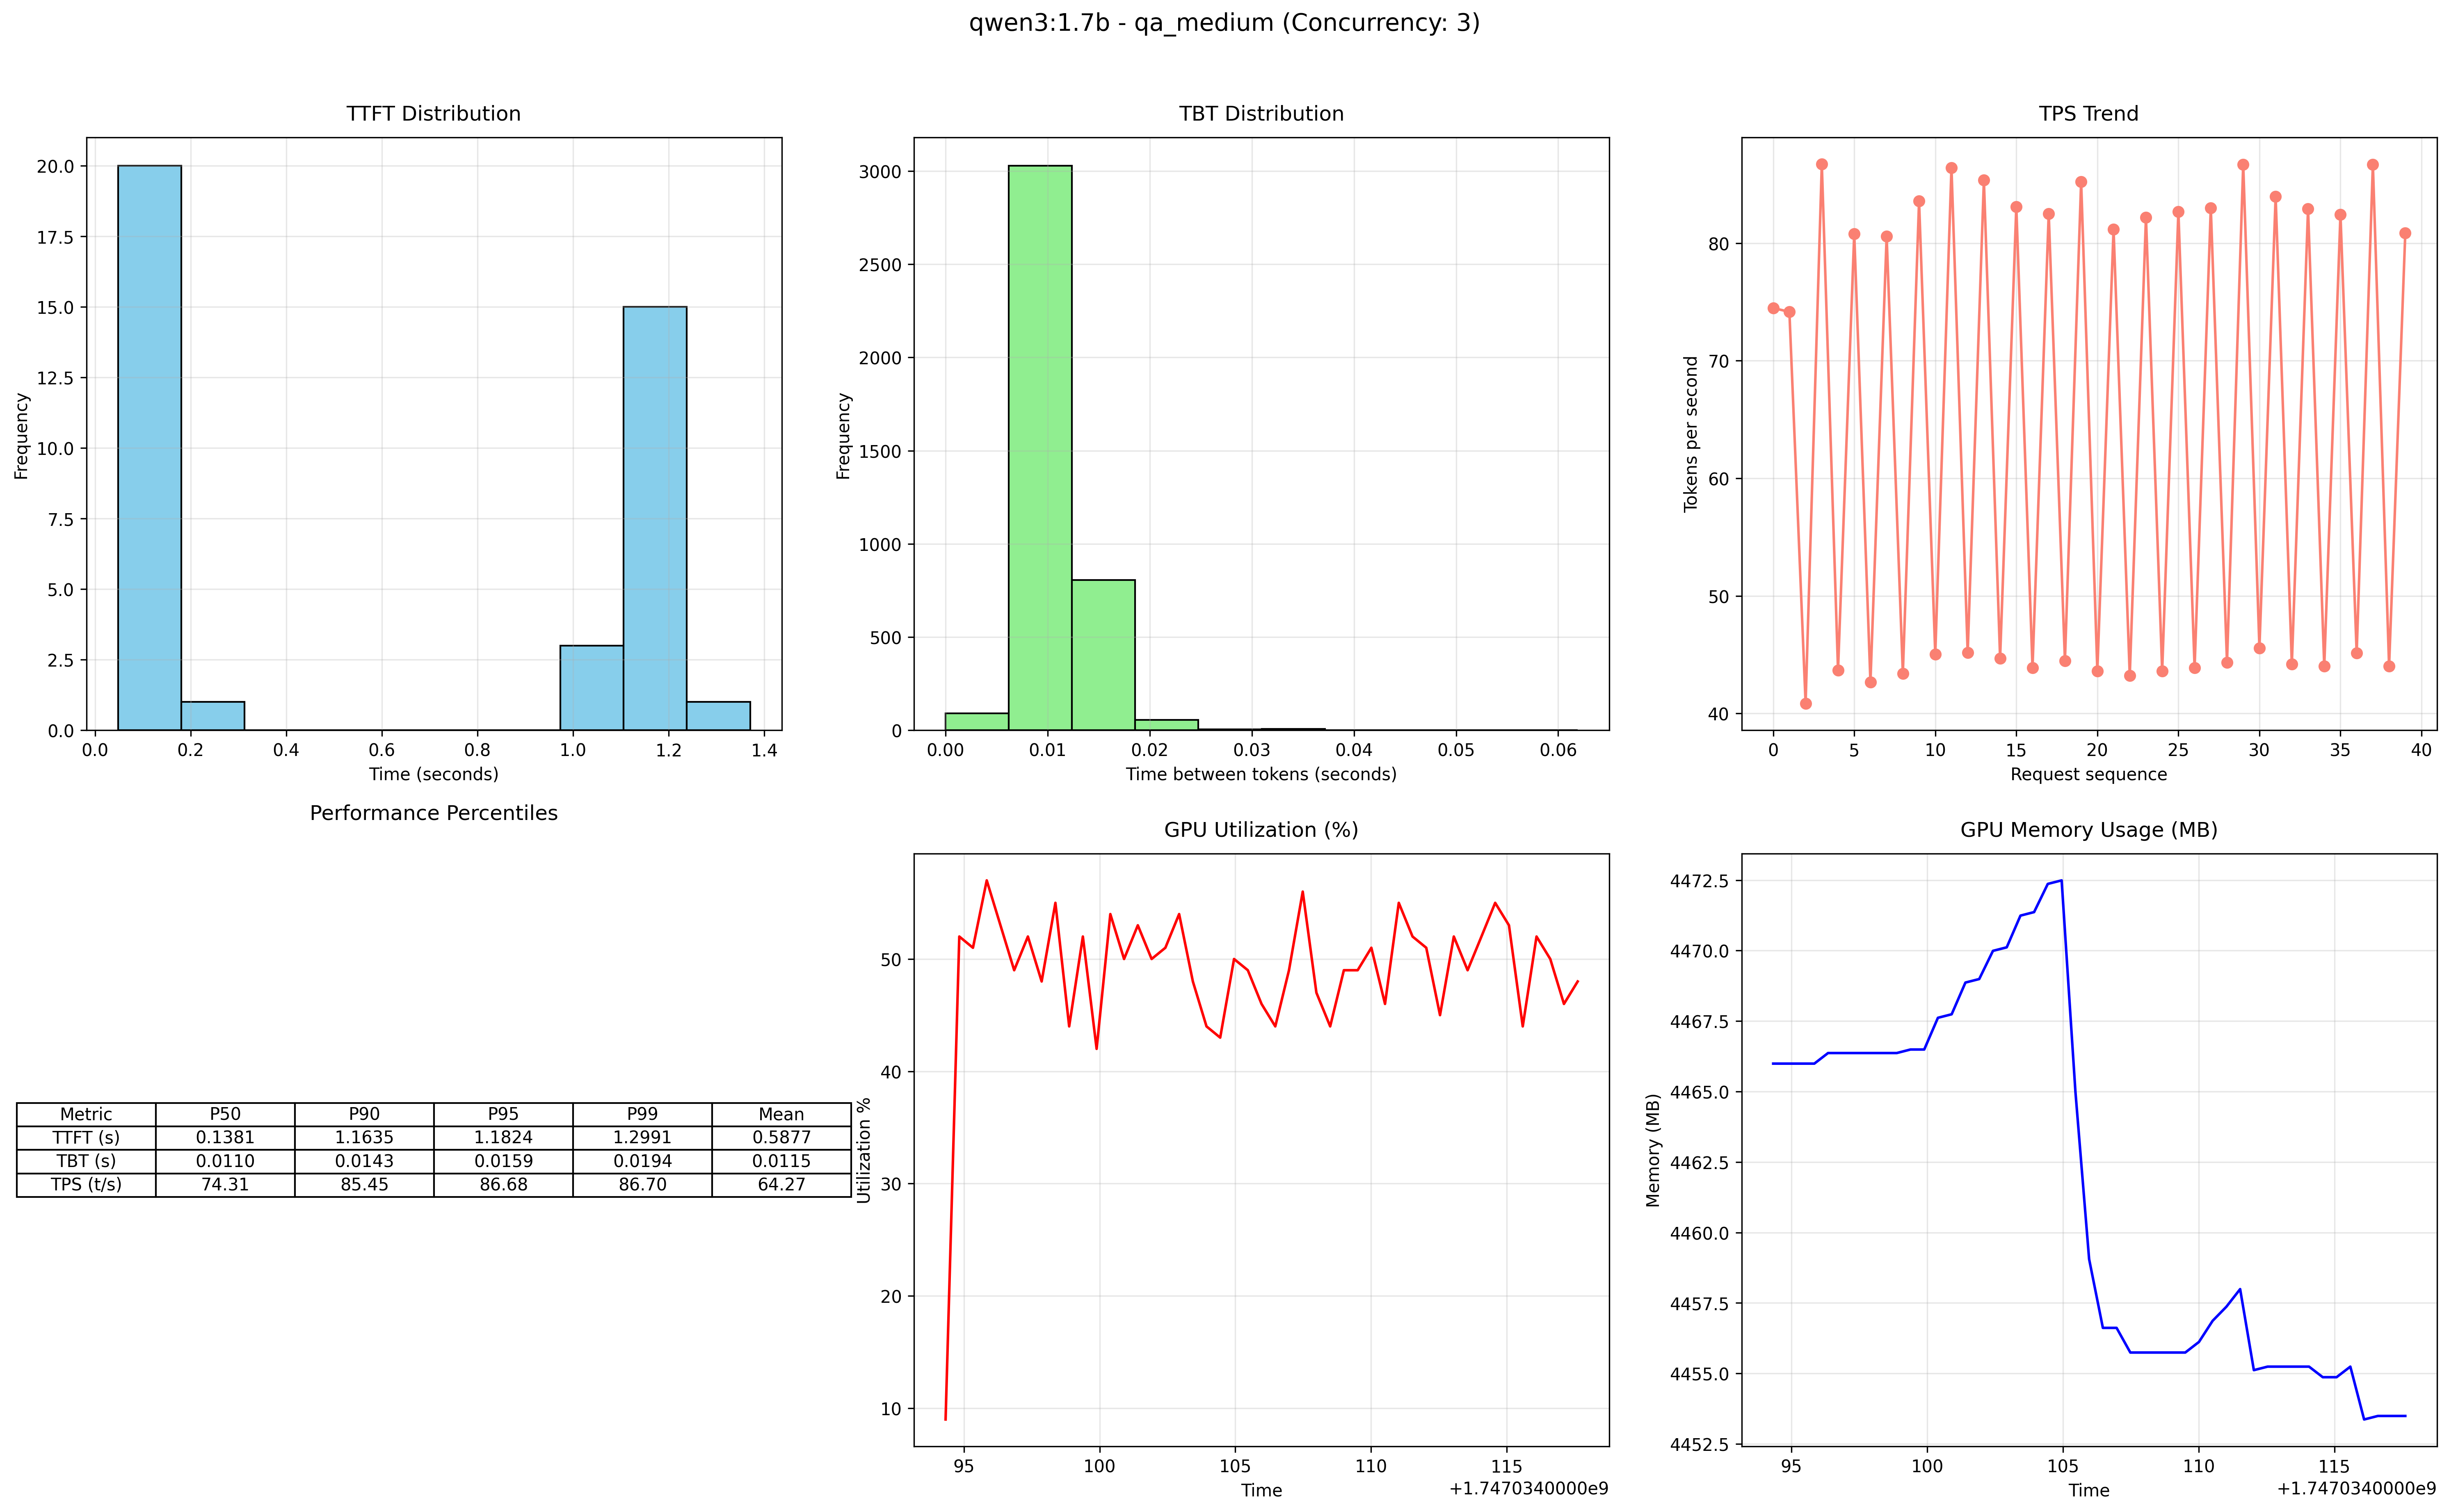 qwen3:1.7b - qa_medium (Concurrency: 3)
TTFT Distribution
Frequency
20.0
17.5
15.0
12.5
10.0
7.5
5.0
2.5
0.0
0.0 0.2 0.4 0.6 0.8 1.0 1.2 1.4
Time (seconds)
TBT Distribution
Frequency
3000
2500
2000
1500
1000
500
0
0.00 0.01 0.02 0.03 0.04 0.05 0.06
Time between tokens (seconds)
TPS Trend
Tokens per second
80
70
60
50
40
0 5 10 15 20 25 30 35 40
Request sequence
Performance Percentiles
Metric P50 P90 P95 P99 Mean
TTFT (s) 0.1381 1.1635 1.1824 1.2991 0.5877
TBT (s) 0.0110 0.0143 0.0159 0.0194 0.0115
TPS (t/s) 74.31 85.45 86.68 86.70 64.27
GPU Utilization (%)
Utilization %
50
40
30
20
10
95 100 105 110 115
+1.7470340000e9
Time
GPU Memory Usage (MB)
Memory (MB)
4472.5
4470.0
4467.5
4465.0
4462.5
4460.0
4457.5
4455.0
4452.5
95 100 105 110 115
+1.7470340000e9
Time